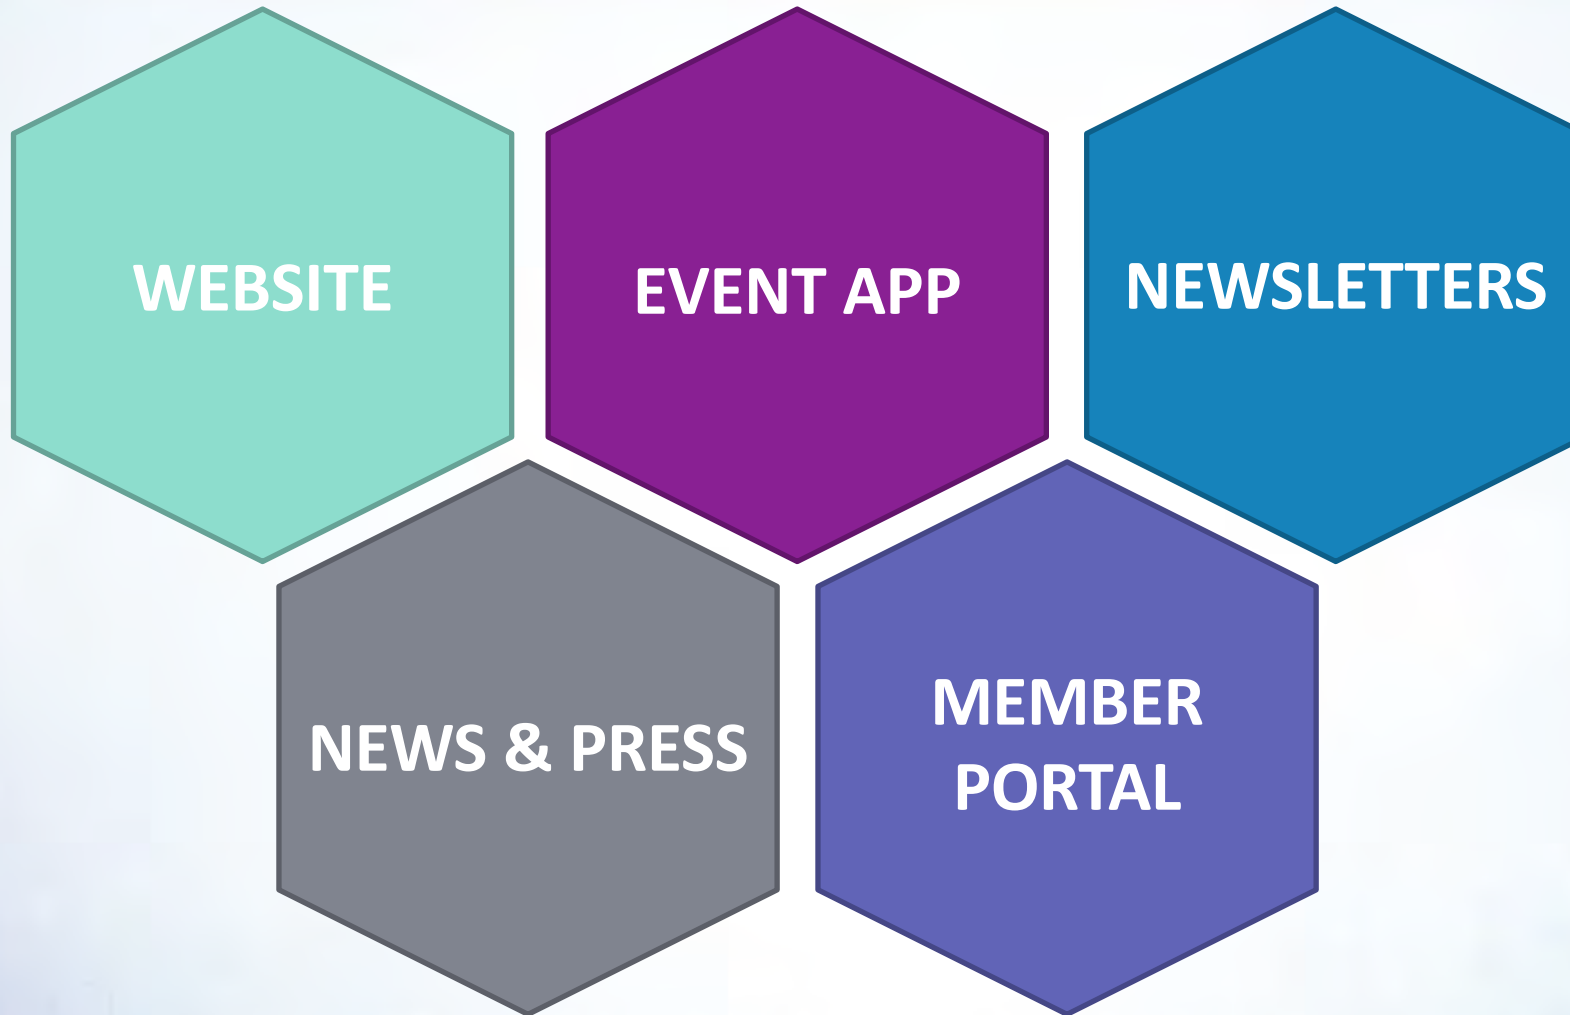 WEBSITE
EVENT APP
NEWSLETTERS
NEWS & PRESS
MEMBER
PORTAL